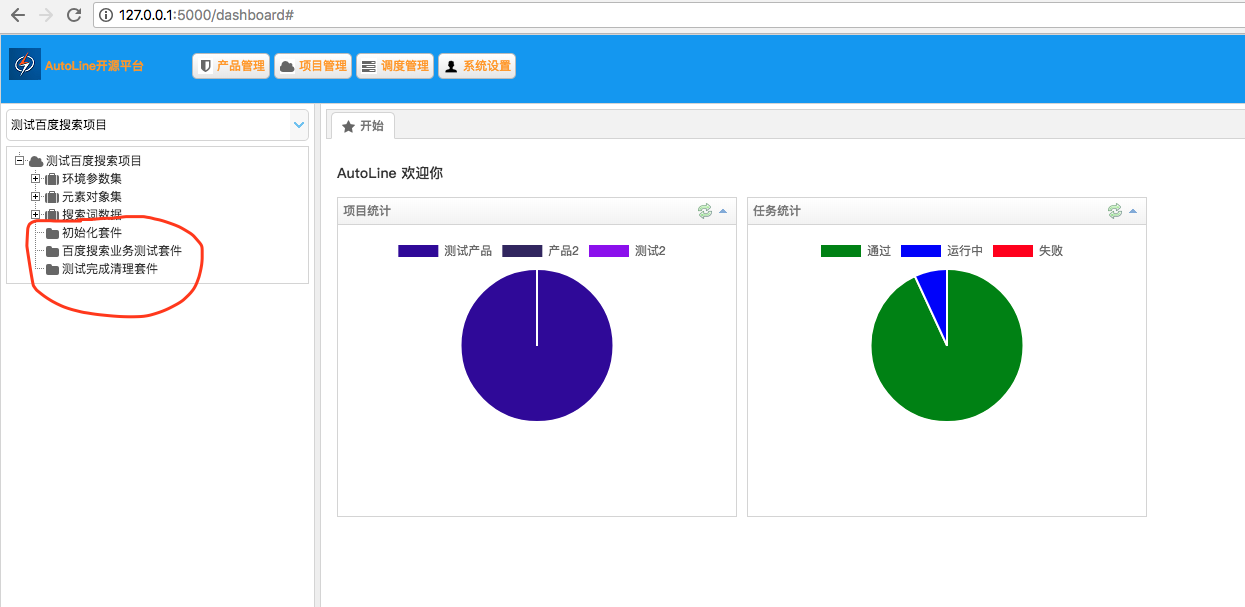 127.0.0.1:5000/dashboard#
AutoLine开源平台
产品管理 项目管理 调度管理 系统设置
测试百度搜索项目
测试百度搜索项目
环境参数集
元素对象集
搜索词数据
初始化套件
百度搜索业务测试套件
测试完成清理套件
开始
AutoLine 欢迎你
项目统计
测试产品 产品2 测试2
任务统计
通过 运行中 失败